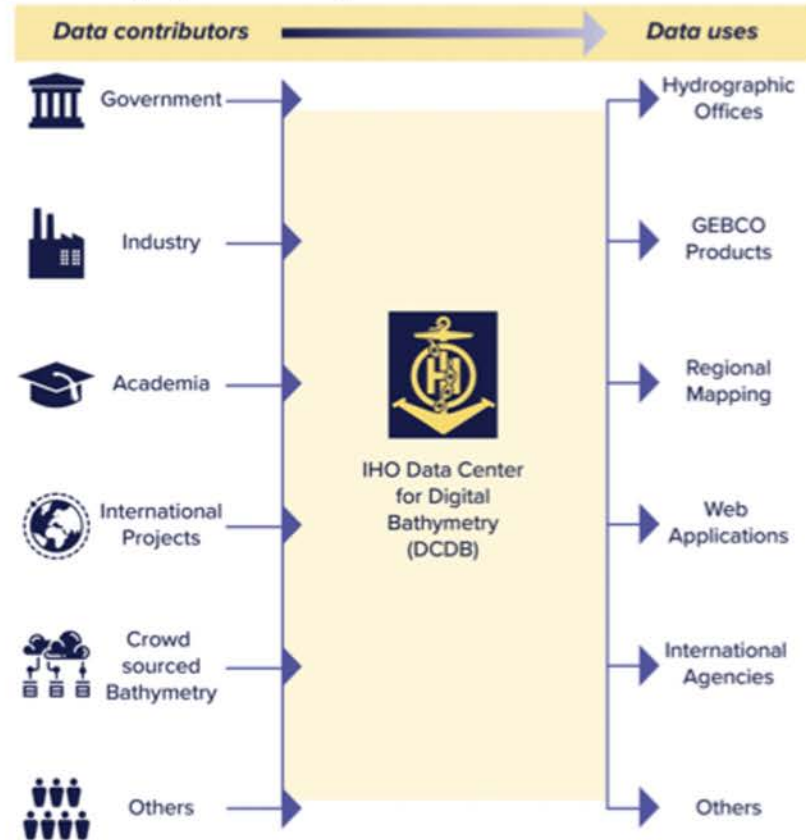 Data contributors
Data uses
Government
Hydrographic
Offices
Industry
GEBCO
Products
Academia
Regional
Mapping
IHO Data Center
for Digital
Bathymetry
(DCDB)
International
Projects
Web
Applications
Crowd
sourced
Bathymetry
International
Agencies
Others
Others